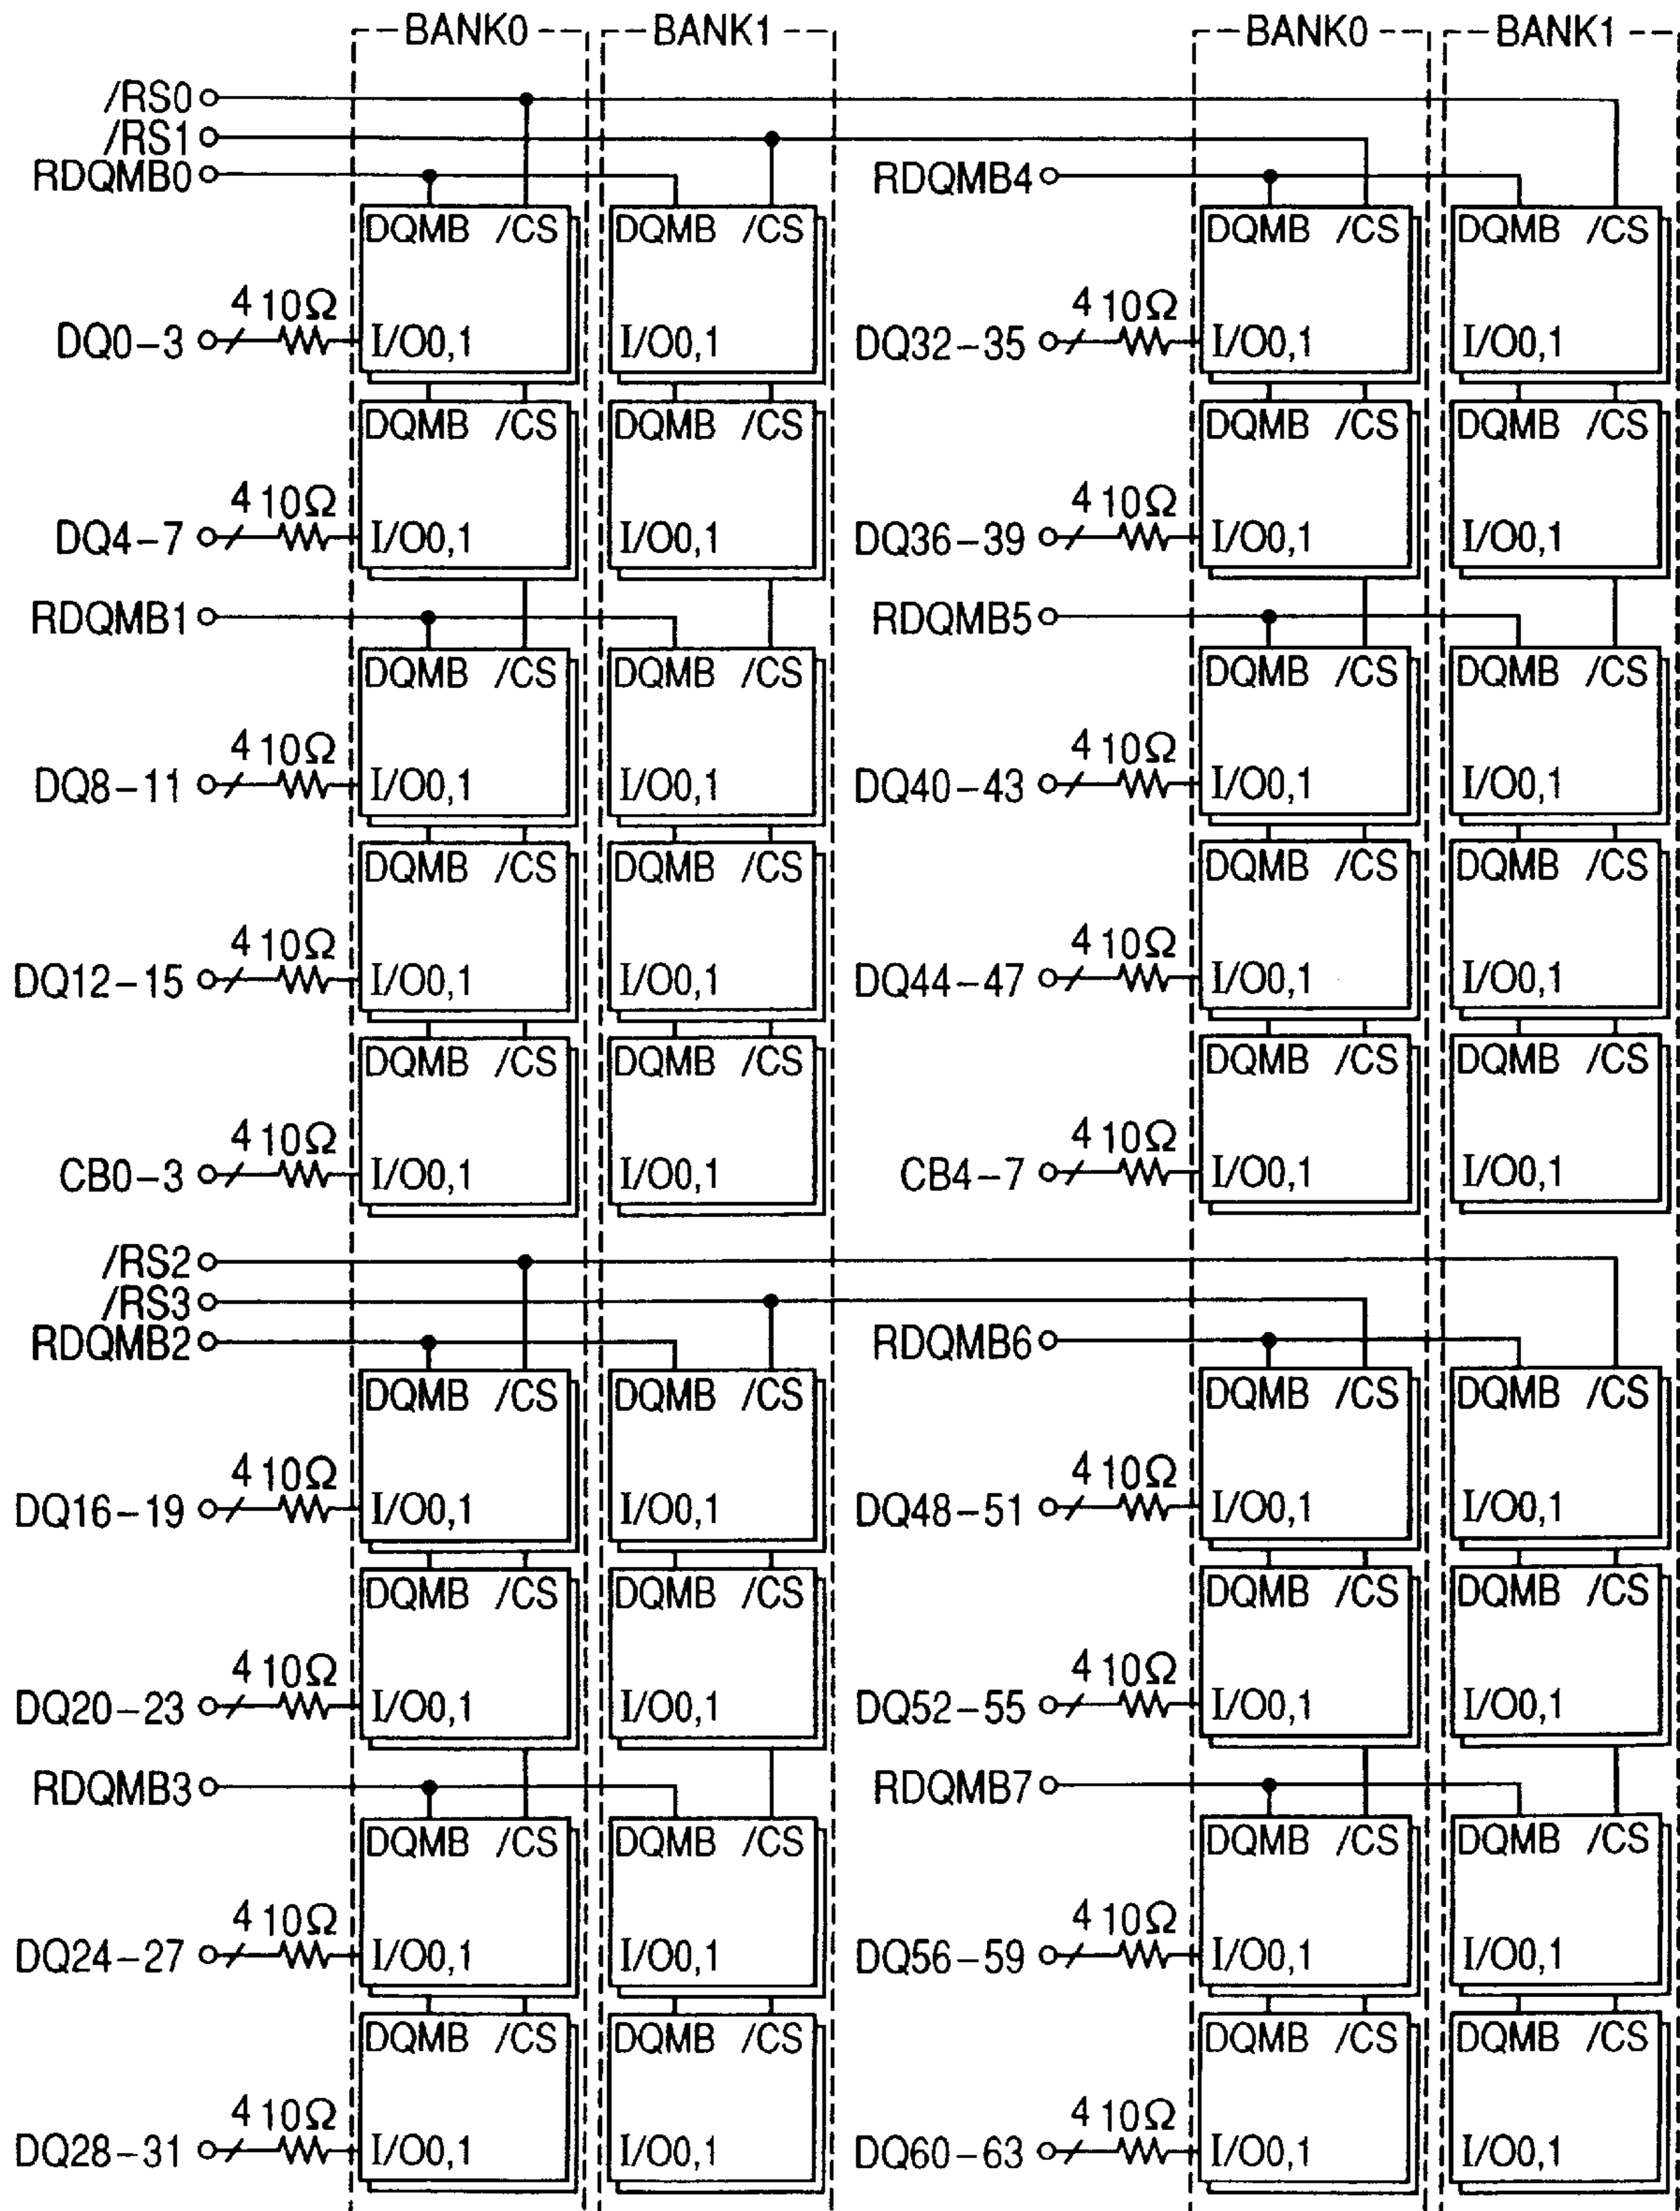 BANK0 BANK1 BANK0 BANK1
/RS0
/RS1
RDQMB0 RDQMB4
DQMB /CS DQMB /CS DQMB /CS DQMB /CS
4 10Ω 4 10Ω
DQ0-3 I/O0,1 I/O0,1 DQ32-35 I/O0,1 I/O0,1
DQMB /CS DQMB /CS DQMB /CS DQMB /CS
4 10Ω 4 10Ω
DQ4-7 I/O0,1 I/O0,1 DQ36-39 I/O0,1 I/O0,1
RDQMB1 RDQMB5
DQMB /CS DQMB /CS DQMB /CS DQMB /CS
4 10Ω 4 10Ω
DQ8-11 I/O0,1 I/O0,1 DQ40-43 I/O0,1 I/O0,1
DQMB /CS DQMB /CS DQMB /CS DQMB /CS
4 10Ω 4 10Ω
DQ12-15 I/O0,1 I/O0,1 DQ44-47 I/O0,1 I/O0,1
DQMB /CS DQMB /CS DQMB /CS DQMB /CS
4 10Ω 4 10Ω
CB0-3 I/O0,1 I/O0,1 CB4-7 I/O0,1 I/O0,1
/RS2
/RS3
RDQMB2 RDQMB6
DQMB /CS DQMB /CS DQMB /CS DQMB /CS
4 10Ω 4 10Ω
DQ16-19 I/O0,1 I/O0,1 DQ48-51 I/O0,1 I/O0,1
DQMB /CS DQMB /CS DQMB /CS DQMB /CS
4 10Ω 4 10Ω
DQ20-23 I/O0,1 I/O0,1 DQ52-55 I/O0,1 I/O0,1
RDQMB3 RDQMB7
DQMB /CS DQMB /CS DQMB /CS DQMB /CS
4 10Ω 4 10Ω
DQ24-27 I/O0,1 I/O0,1 DQ56-59 I/O0,1 I/O0,1
DQMB /CS DQMB /CS DQMB /CS DQMB /CS
4 10Ω 4 10Ω
DQ28-31 I/O0,1 I/O0,1 DQ60-63 I/O0,1 I/O0,1